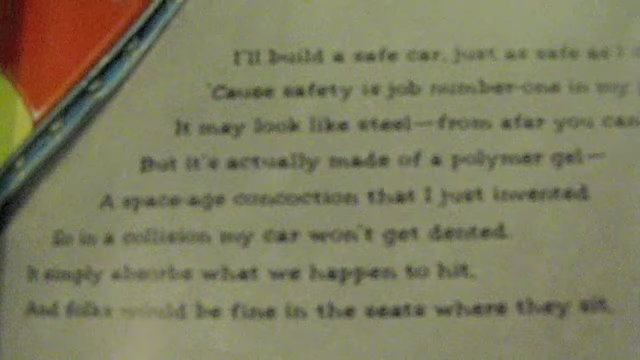 I'll build a safe car, just as safe as I
'Cause safety is job number-one in my
It may look like steel—from afar you can
But it's actually made of a polymer gel—
A space-age concoction that I just invented
So in a collision my car won't get dented.
It simply absorbs what we happen to hit,
And folks would be fine in the seats where they sit.